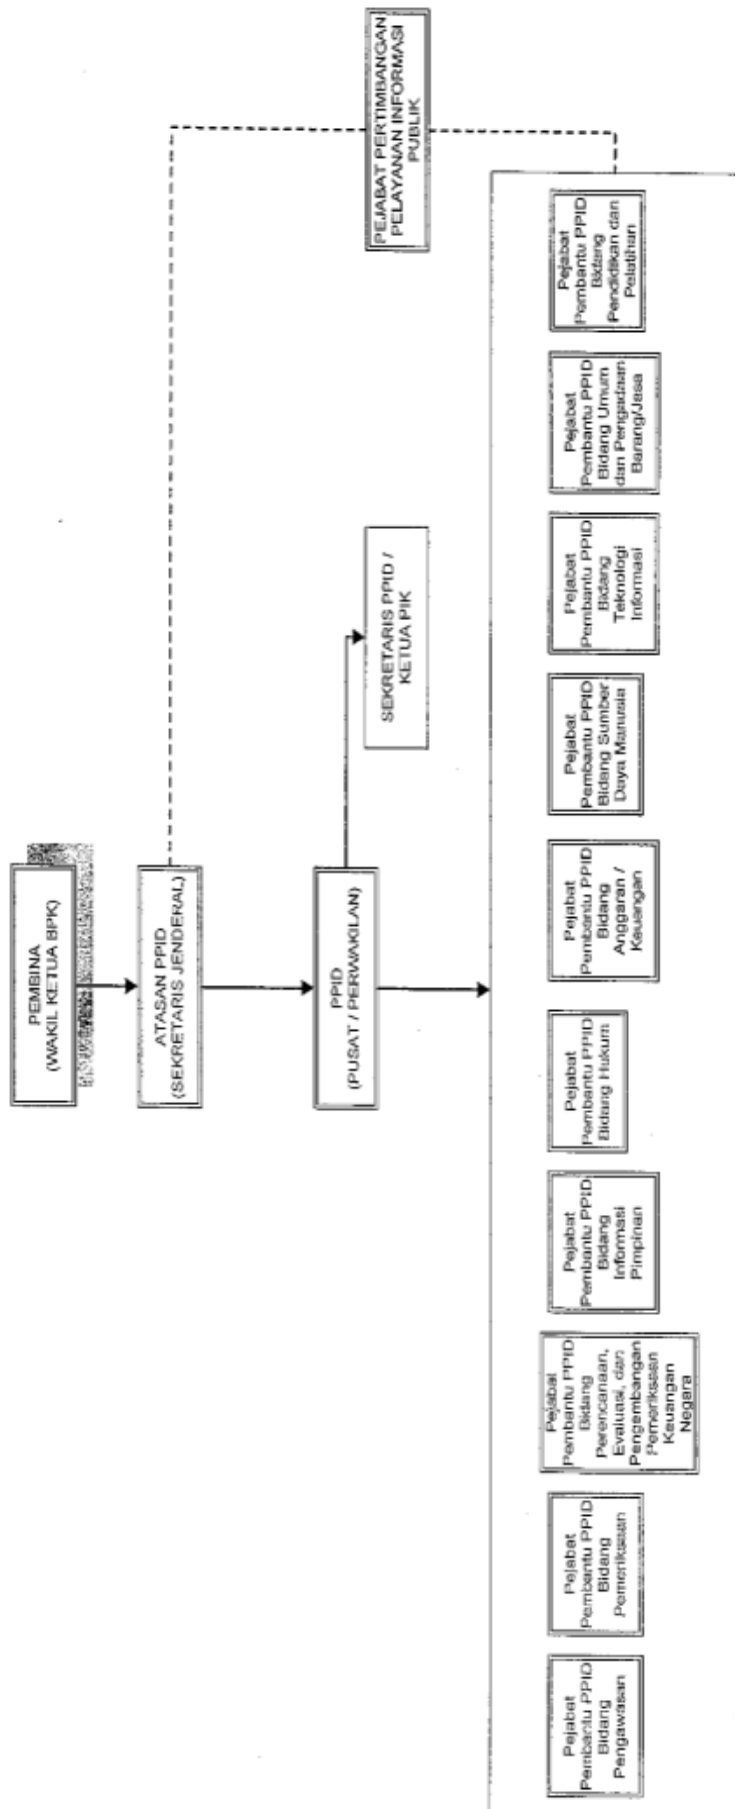 PEMBINA
(WAKIL KETUA BPK)
ATASAN PPID
(SEKRETARIS JENDERAL)
PPID
(PUSAT / PERWAKILAN)
SEKRETARIS PPID /
KETUA PIK
PEJABAT PERTIMBANGAN
PELAYANAN INFORMASI
PUBLIK
Pejabat
Pembantu PPID
Bidang
Pengawasan
Pejabat
Pembantu PPID
Bidang
Pemeriksaan
Pejabat
Pembantu PPID
Bidang
Perencanaan,
Evaluasi, dan
Pengembangan
Pemeriksaan
Keuangan
Negara
Pejabat
Pembantu PPID
Bidang
Informasi
Pimpinan
Pejabat
Pembantu PPID
Bidang Hukum
Pejabat
Pembantu PPID
Bidang
Anggaran /
Keuangan
Pejabat
Pembantu PPID
Bidang Sumber
Daya Manusia
Pejabat
Pembantu PPID
Bidang
Teknologi
Informasi
Pejabat
Pembantu PPID
Bidang Umum
dan Pengadaan
Barang/Jasa
Pejabat
Pembantu PPID
Bidang
Pendidikan dan
Pelatihan